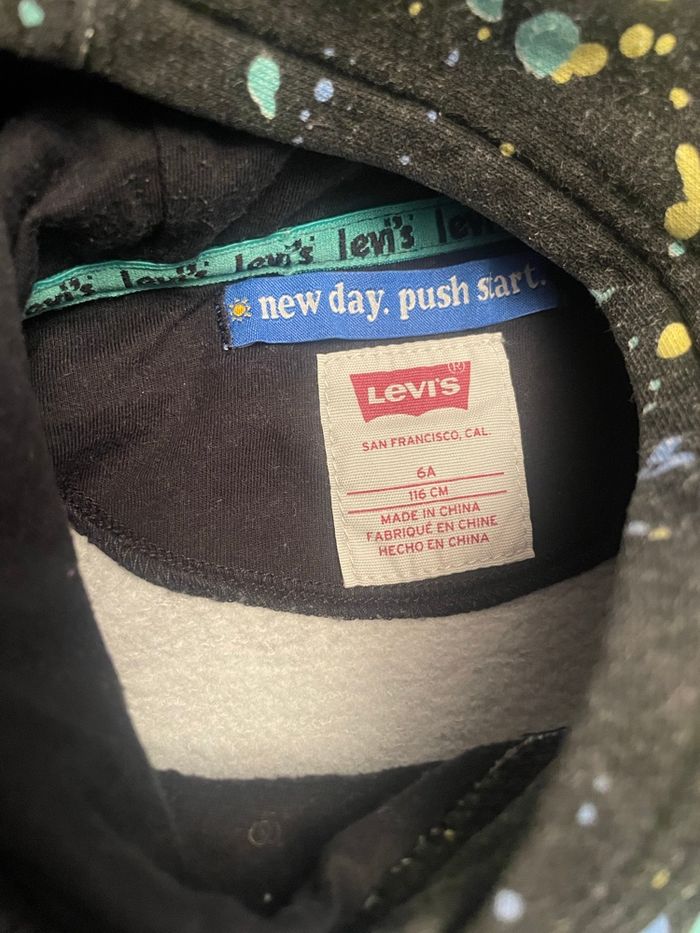 levi's levi's levi's levi's
new day. push start.
LEVI'S®
SAN FRANCISCO, CAL.
6A
116 CM
MADE IN CHINA
FABRIQUÉ EN CHINE
HECHO EN CHINA